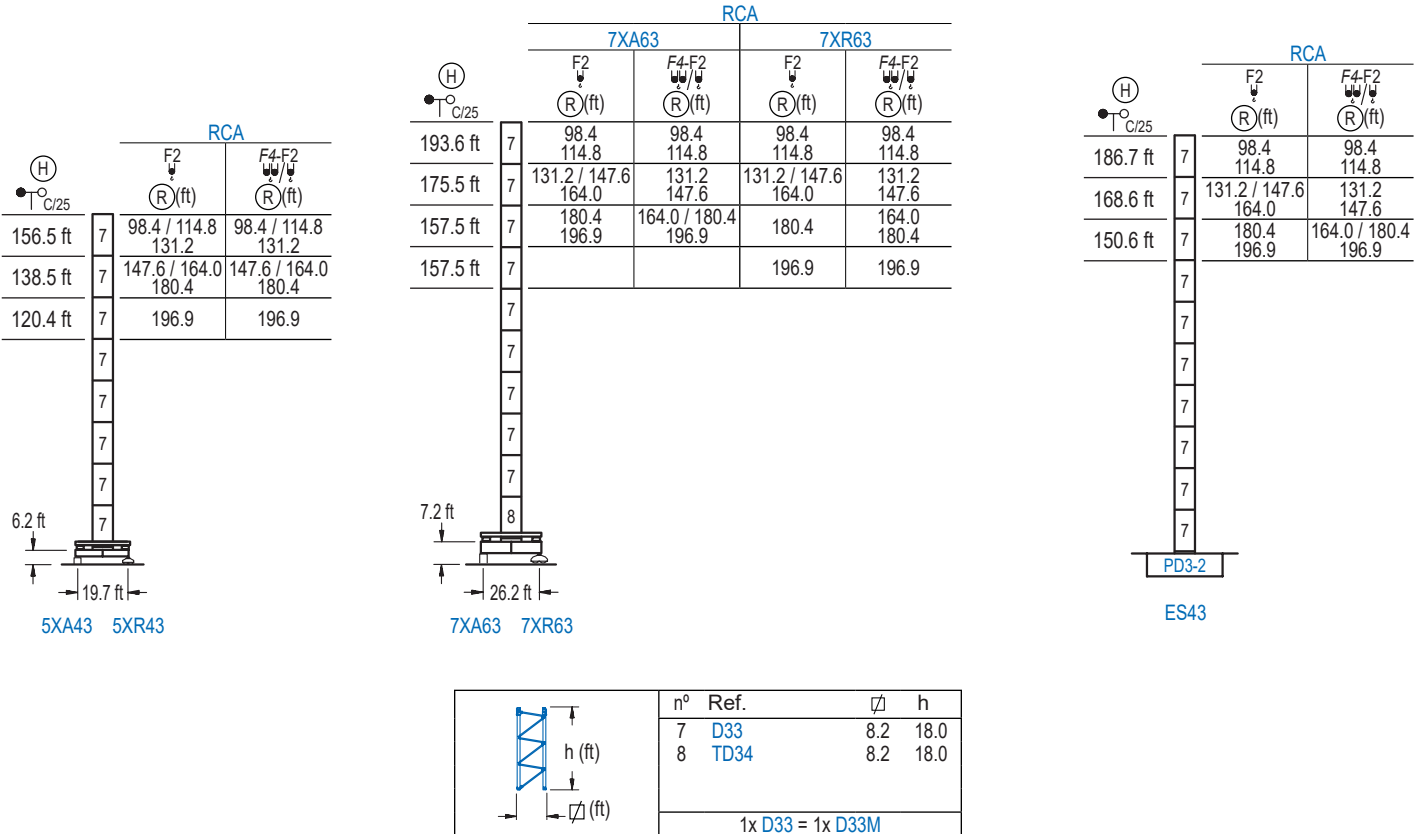 RCA
F2 F4-F2
H
C/25
R (ft) R (ft)
156.5 ft 7 98.4 / 114.8 98.4 / 114.8
131.2 131.2
138.5 ft 7 147.6 / 164.0 147.6 / 164.0
180.4 180.4
120.4 ft 7 196.9 196.9
7
7
7
7
7
6.2 ft
19.7 ft
5XA43 5XR43
RCA
7XA63 7XR63
F2 F4-F2 F2 F4-F2
H
C/25
R (ft) R (ft) R (ft) R (ft)
193.6 ft 7 98.4 98.4 98.4 98.4
114.8 114.8 114.8 114.8
175.5 ft 7 131.2 / 147.6 131.2 131.2 / 147.6 131.2
164.0 147.6 164.0 147.6
157.5 ft 7 180.4 164.0 / 180.4 180.4 164.0
196.9 196.9 180.4
157.5 ft 7 196.9 196.9
7
7
7
7
7
8
7.2 ft
26.2 ft
7XA63 7XR63
RCA
F2 F4-F2
H
C/25
R (ft) R (ft)
186.7 ft 7 98.4 98.4
114.8 114.8
168.6 ft 7 131.2 / 147.6 131.2
164.0 147.6
150.6 ft 7 180.4 164.0 / 180.4
196.9 196.9
7
7
7
7
7
7
7
PD3-2
ES43
h (ft)
(ft)
nº Ref. h
7 D33 8.2 18.0
8 TD34 8.2 18.0
1x D33 = 1x D33M